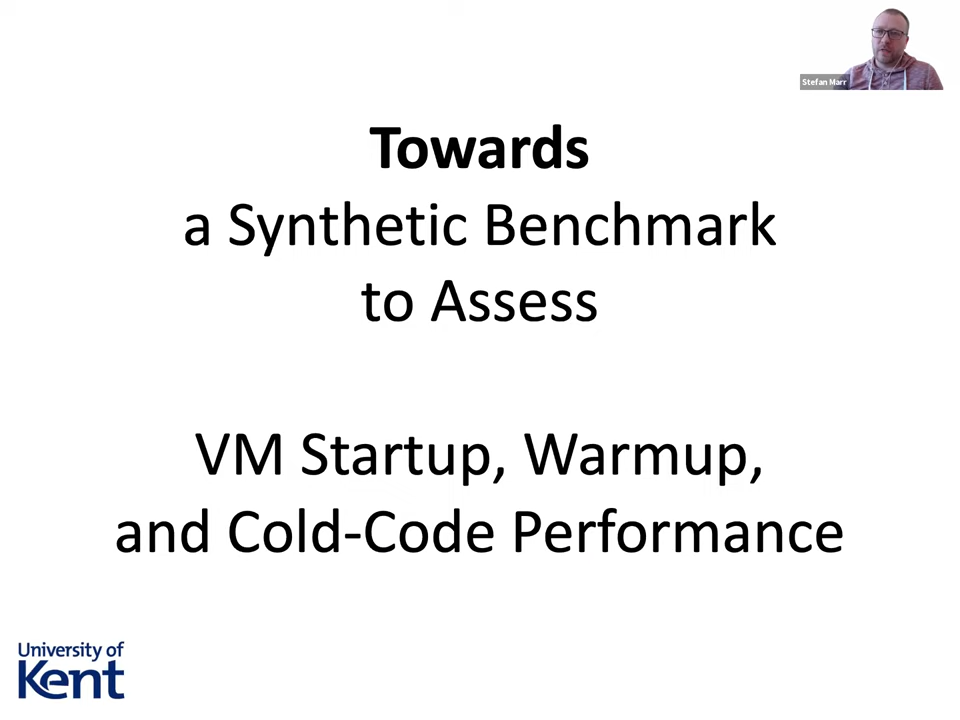 Stefan Marr
Towards
a Synthetic Benchmark
to Assess
VM Startup, Warmup,
and Cold-Code Performance
University of
Kent